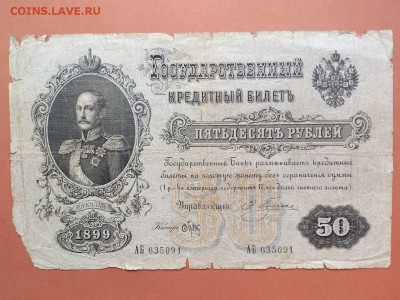 COINS.LAVE.RU
Государственный
кредитный билетъ
пятьдесятъ рублей
Государственный Банкъ размѣниваетъ кредитные
билеты на золотую монету безъ ограниченія суммы
Управляющій
50
1899
Кассиръ
АБ 635091 АБ 635091